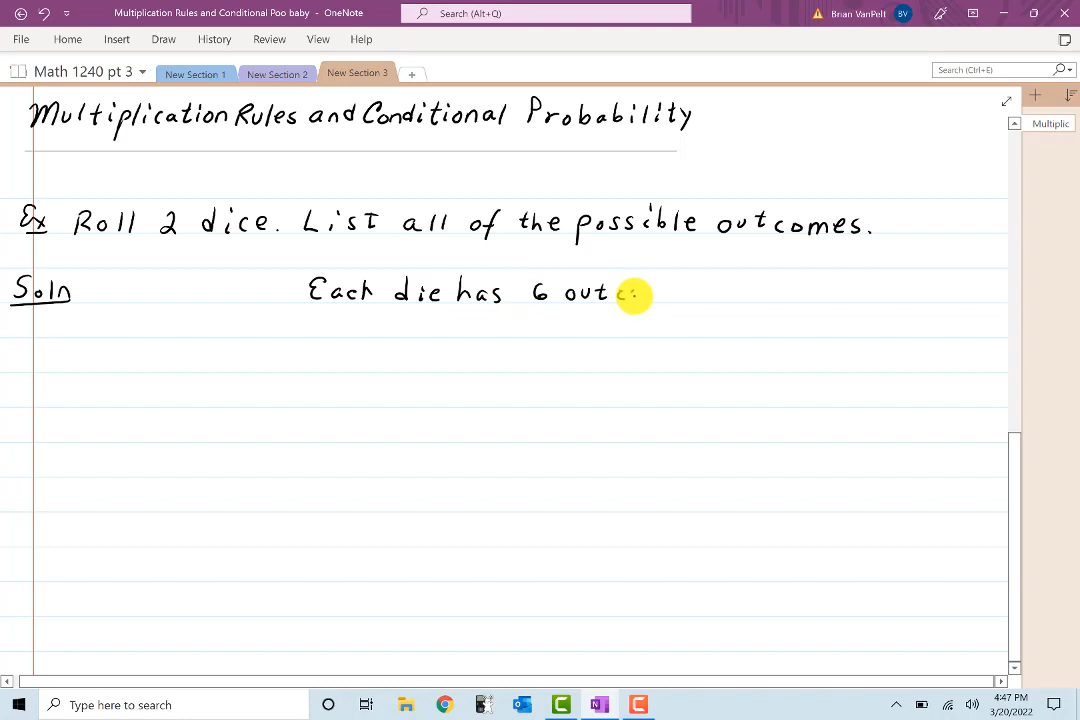 Multiplication Rules and Conditional Poo baby - OneNote
Search (Alt+Q)
Brian VanPelt
BV
File Home Insert Draw History Review View Help
Math 1240 pt 3
New Section 1
New Section 2
New Section 3
Search (Ctrl+E)
Multiplication Rules and Conditional Probability
Multiplic
Ex Roll 2 dice. List all of the possible outcomes.
Soln Each die has 6 outc
Type here to search
4:47 PM
3/20/2022